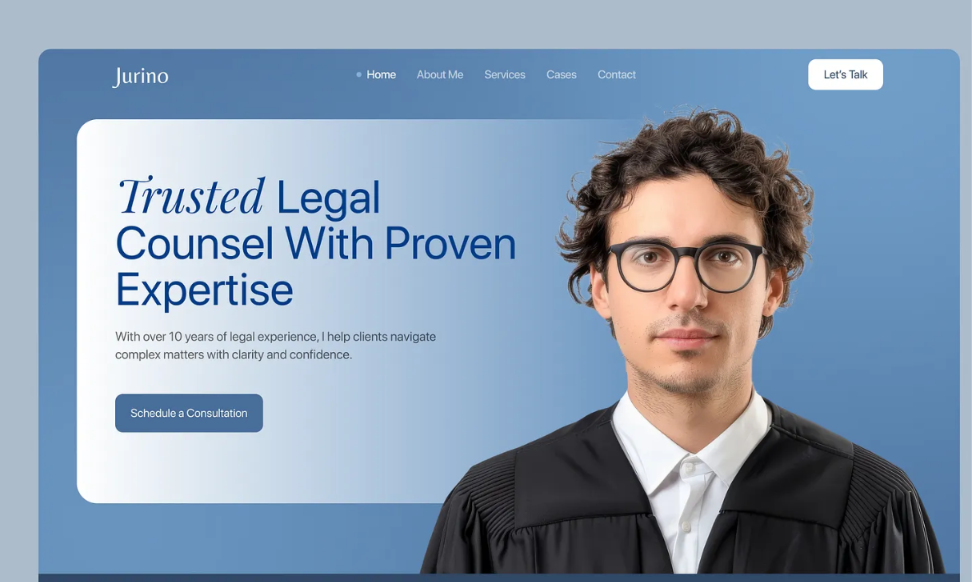 Jurino
Home
About Me
Services
Cases
Contact
Let's Talk
Trusted Legal
Counsel With Proven
Expertise
With over 10 years of legal experience, I help clients navigate
complex matters with clarity and confidence.
Schedule a Consultation